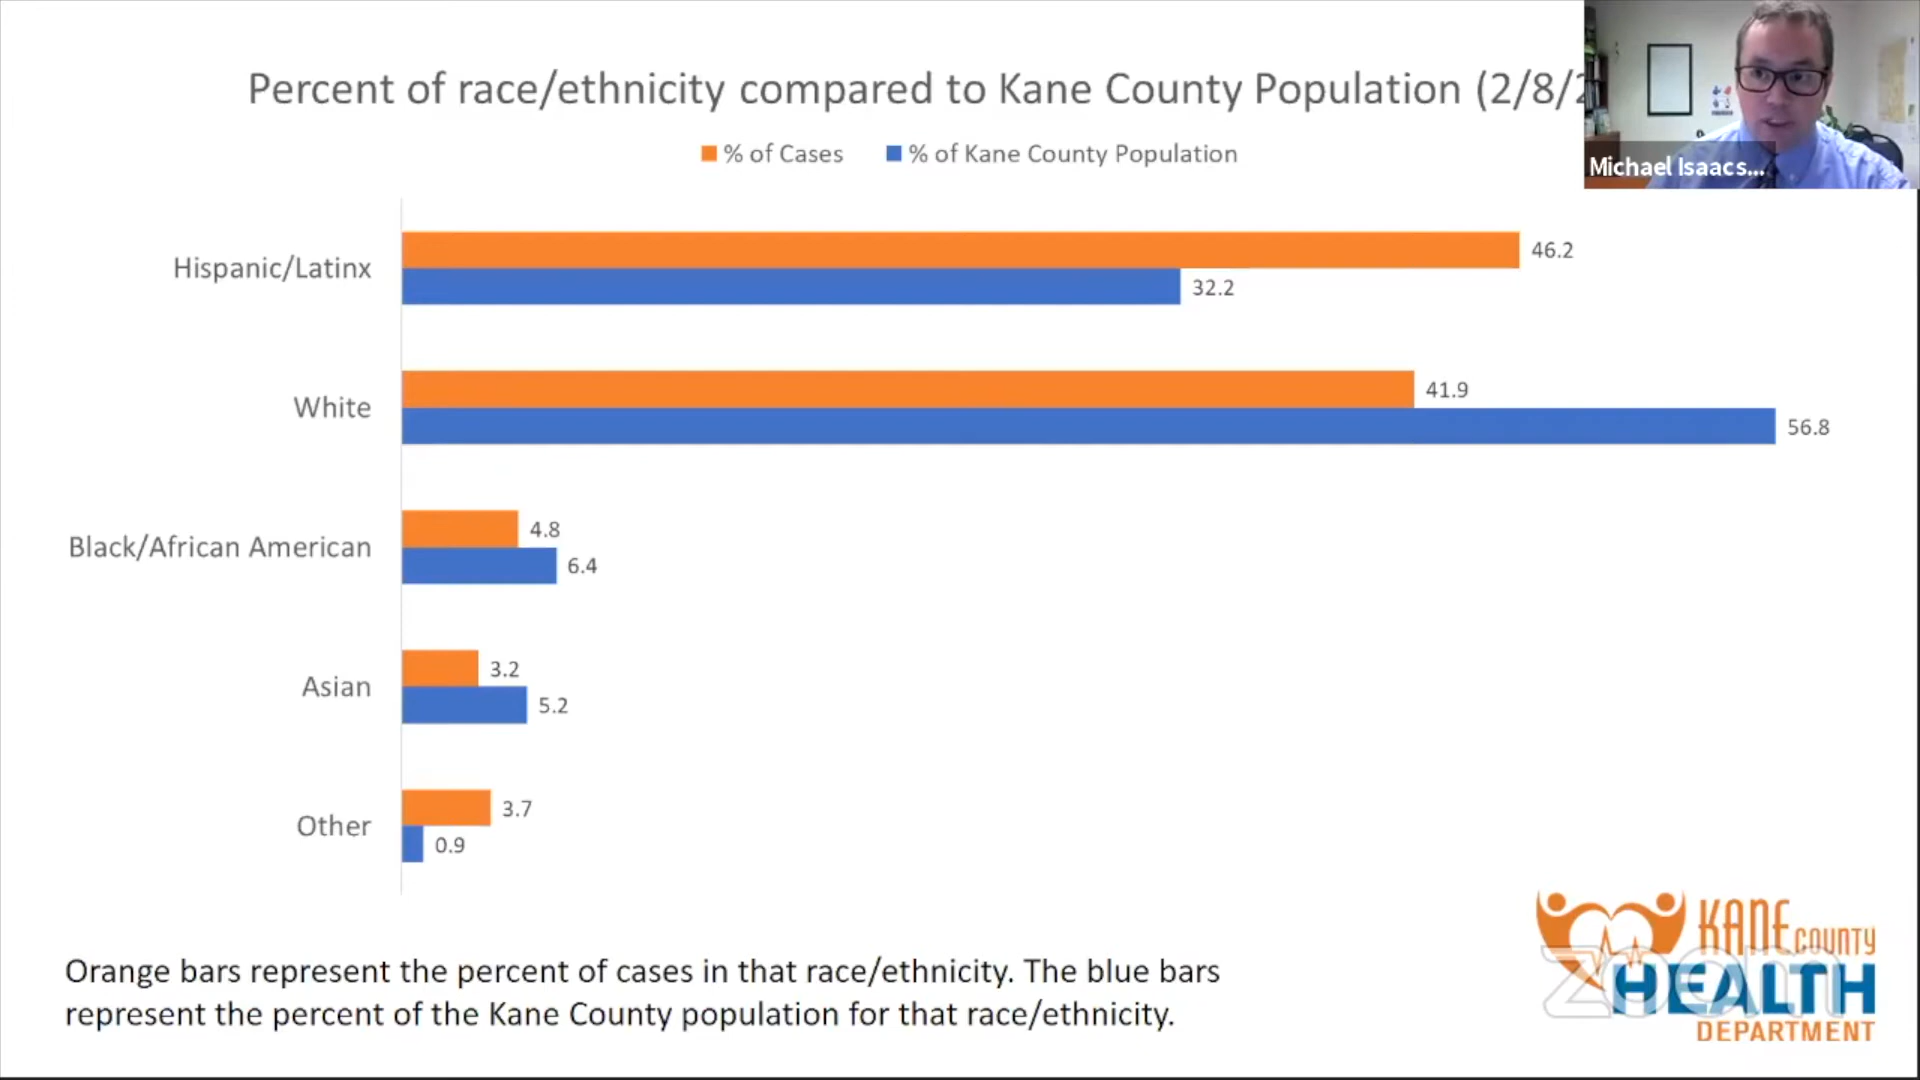 Percent of race/ethnicity compared to Kane County Population (2/8/2
% of Cases % of Kane County Population
Michael Isaacs...
Hispanic/Latinx
46.2
32.2
White
41.9
56.8
Black/African American
4.8
6.4
Asian
3.2
5.2
Other
3.7
0.9
Orange bars represent the percent of cases in that race/ethnicity. The blue bars
represent the percent of the Kane County population for that race/ethnicity.
KANE COUNTY
HEALTH
DEPARTMENT
zoom